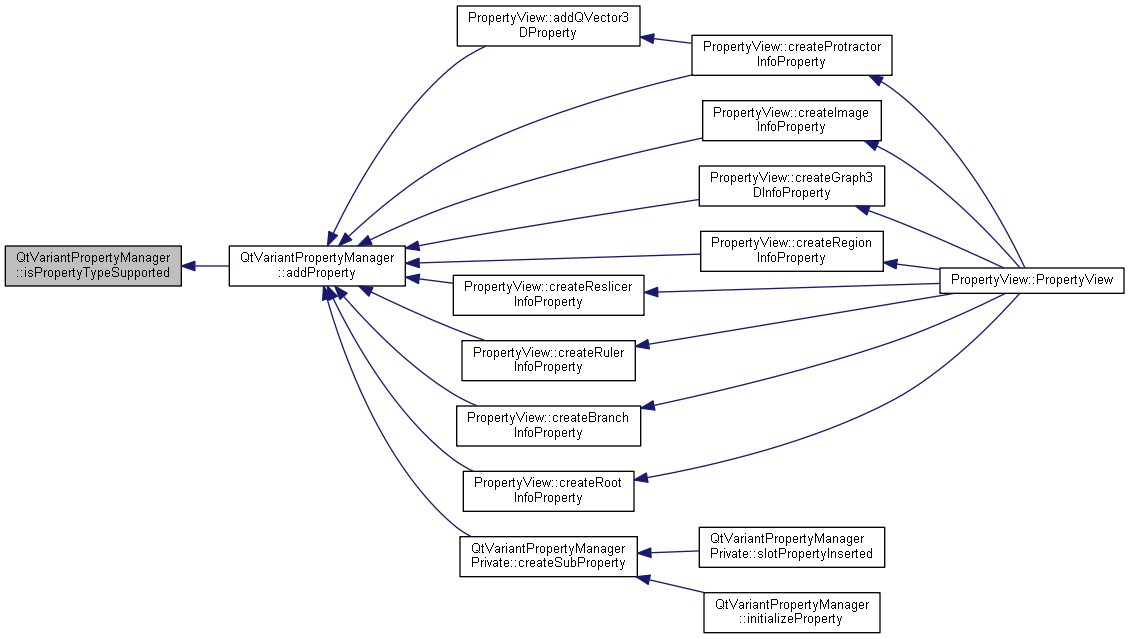 PropertyView::addQVector3
DProperty
PropertyView::createProtractor
InfoProperty
PropertyView::createImage
InfoProperty
PropertyView::createGraph3
DInfoProperty
QtVariantPropertyManager
::isPropertyTypeSupported
QtVariantPropertyManager
::addProperty
PropertyView::createRegion
InfoProperty
PropertyView::PropertyView
PropertyView::createReslicer
InfoProperty
PropertyView::createRuler
InfoProperty
PropertyView::createBranch
InfoProperty
PropertyView::createRoot
InfoProperty
QtVariantPropertyManager
Private::createSubProperty
QtVariantPropertyManager
Private::slotPropertyInserted
QtVariantPropertyManager
::initializeProperty